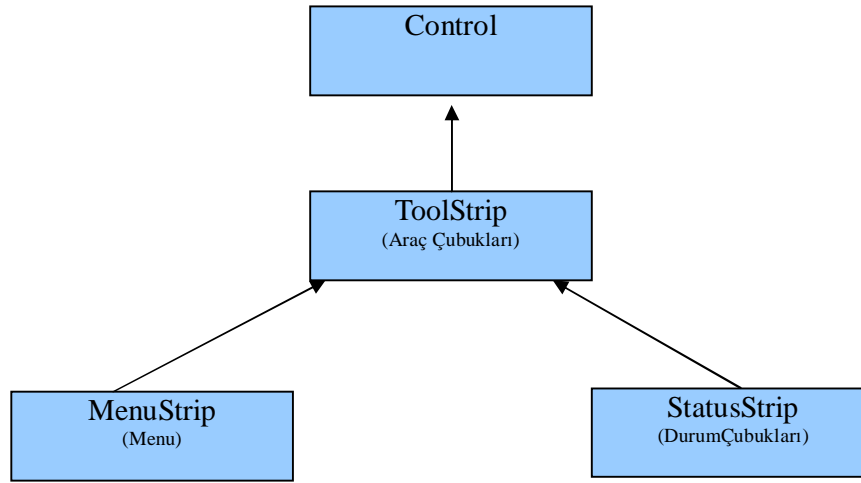 Control
ToolStrip
(Araç Çubukları)
MenuStrip
(Menu)
StatusStrip
(DurumÇubukları)